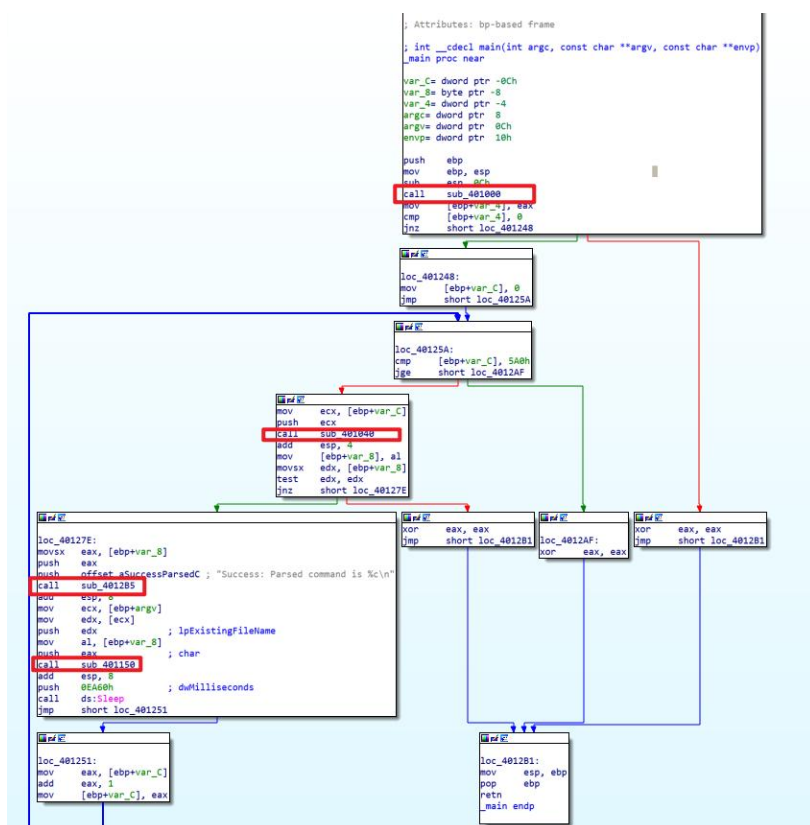 ; Attributes: bp-based frame
; int __cdecl main(int argc, const char **argv, const char **envp)
_main proc near
var_C= dword ptr -0Ch
var_8= byte ptr -8
var_4= dword ptr -4
argc= dword ptr  8
argv= dword ptr  0Ch
envp= dword ptr  10h
push    ebp
mov     ebp, esp
sub     esp, 0Ch
call    sub_401000
mov     [ebp+var_4], eax
cmp     [ebp+var_4], 0
jnz     short loc_401248
loc_401248:
mov     [ebp+var_C], 0
jmp     short loc_40125A
loc_40125A:
cmp     [ebp+var_C], 5A0h
jge     short loc_4012AF
mov     ecx, [ebp+var_C]
push    ecx
call    sub_401040
add     esp, 4
mov     [ebp+var_8], al
movsx   edx, [ebp+var_8]
test    edx, edx
jnz     short loc_40127E
loc_40127E:
movsx   eax, [ebp+var_8]
push    eax
push    offset aSuccessParsedC ; "Success: Parsed command is %c\n"
call    sub_4012B5
add     esp, 8
mov     ecx, [ebp+argv]
mov     edx, [ecx]
push    edx             ; lpExistingFileName
mov     al, [ebp+var_8]
push    eax             ; char
call    sub_401150
add     esp, 8
push    0EA60h          ; dwMilliseconds
call    ds:Sleep
jmp     short loc_401251
xor     eax, eax
jmp     short loc_4012B1
loc_4012AF:
xor     eax, eax
xor     eax, eax
jmp     short loc_4012B1
loc_401251:
mov     eax, [ebp+var_C]
add     eax, 1
mov     [ebp+var_C], eax
loc_4012B1:
mov     esp, ebp
pop     ebp
retn
_main endp